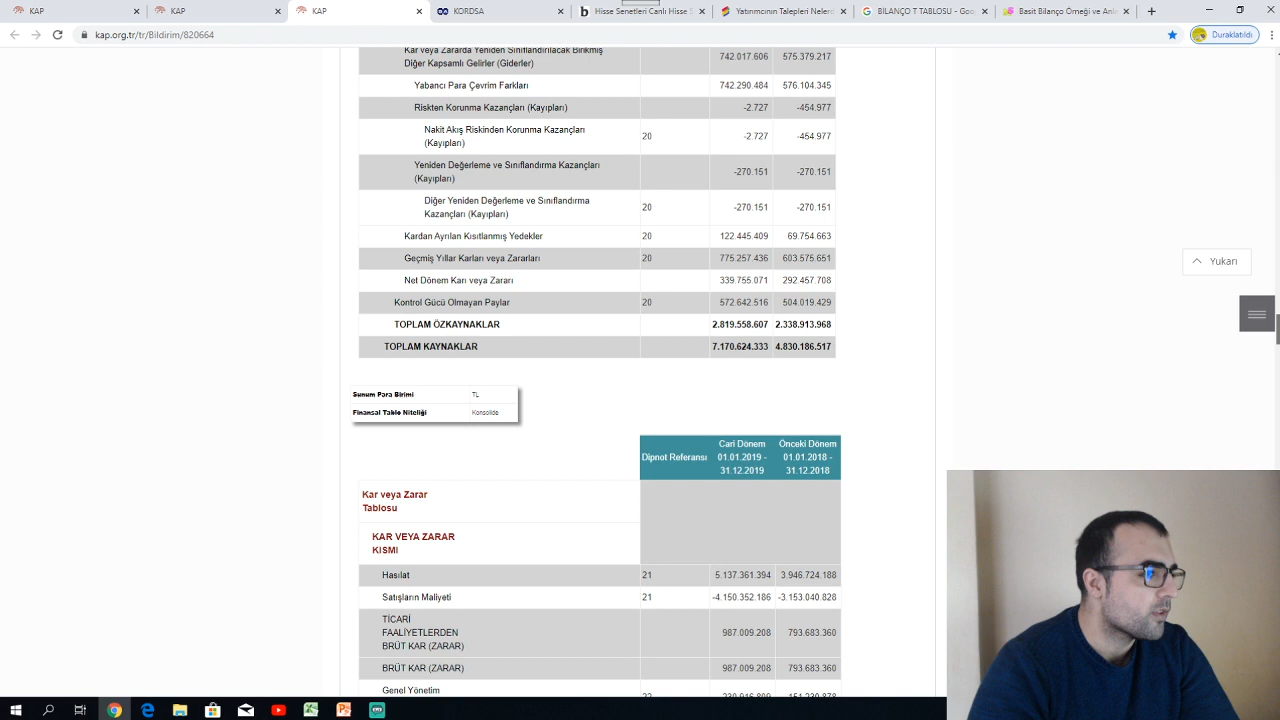 KAP
KAP
KAP
KORDSA
Hisse Senetleri Canlı Hisse S
Yatırımcının Talepleri Nelerd
BİLANÇO T TABLOSU - Goo
Basit Bilanço Örneği ve Anla
kap.org.tr/tr/Bildirim/820664
Duraklatıldı
Kar veya Zararda Yeniden Sınıflandırılacak Birikmiş
Diğer Kapsamlı Gelirler (Giderler) 742.017.606 575.379.217
Yabancı Para Çevrim Farkları 742.290.484 576.104.345
Riskten Korunma Kazançları (Kayıpları) -2.727 -454.977
Nakit Akış Riskinden Korunma Kazançları
(Kayıpları) 20 -2.727 -454.977
Yeniden Değerleme ve Sınıflandırma Kazançları
(Kayıpları) -270.151 -270.151
Diğer Yeniden Değerleme ve Sınıflandırma
Kazançları (Kayıpları) 20 -270.151 -270.151
Kardan Ayrılan Kısıtlanmış Yedekler 20 122.445.409 69.754.663
Geçmiş Yıllar Karları veya Zararları 20 775.257.436 603.575.651
Net Dönem Karı veya Zararı 339.755.071 292.457.708
Kontrol Gücü Olmayan Paylar 20 572.642.516 504.019.429
TOPLAM ÖZKAYNAKLAR 2.819.558.607 2.338.913.968
TOPLAM KAYNAKLAR 7.170.624.333 4.830.186.517
Yukarı
Sunum Para Birimi TL
Finansal Tablo Niteliği Konsolide
Dipnot Referansı
Cari Dönem
01.01.2019 -
31.12.2019
Önceki Dönem
01.01.2018 -
31.12.2018
Kar veya Zarar
Tablosu
KAR VEYA ZARAR
KISMI
Hasılat 21 5.137.361.394 3.946.724.188
Satışların Maliyeti 21 -4.150.352.186 -3.153.040.828
TİCARİ
FAALİYETLERDEN
BRÜT KAR (ZARAR) 987.009.208 793.683.360
BRÜT KAR (ZARAR) 987.009.208 793.683.360
Genel Yönetim